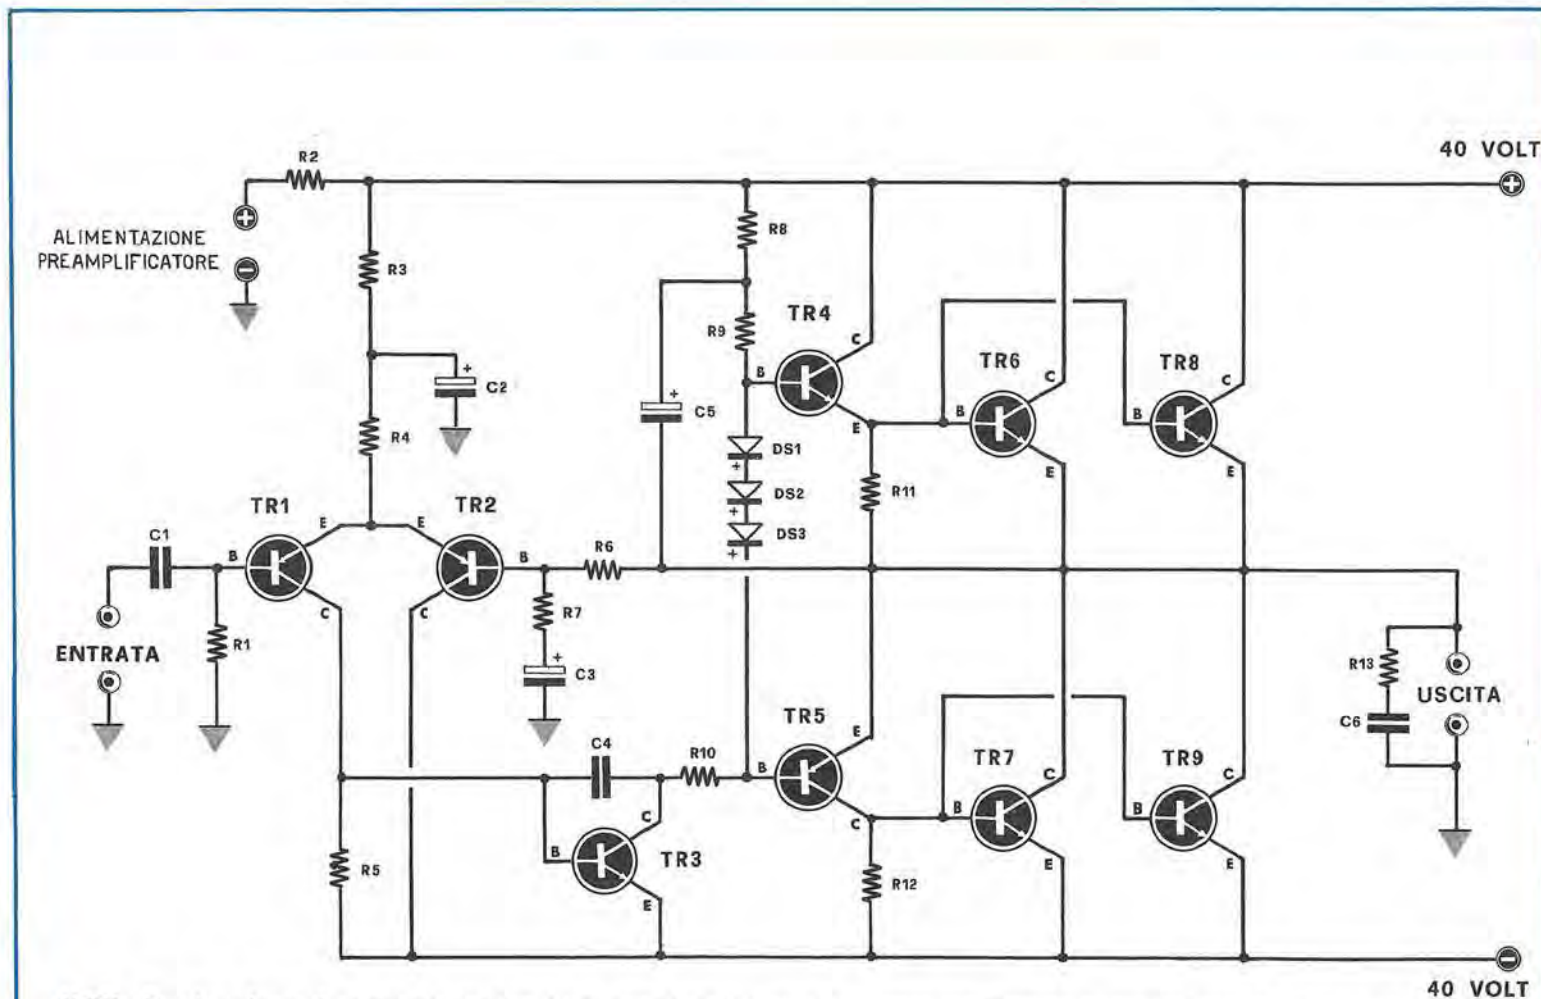 40 VOLT
R2
ALIMENTAZIONE
PREAMPLIFICATORE
R3
R8
R9
TR4
C
TR6
C
TR8
C
+
C2
+
C5
B
B
B
R4
E
DS1
+
E
E
TR1
E
E
TR2
DS2
+
R11
C1
DS3
+
B
B
R6
R7
C
C
R1
ENTRATA
+
C3
R13
USCITA
C4
R10
TR5
E
C6
TR7
C
TR9
C
B
C
B
B
C
B
TR3
R5
E
R12
E
E
40 VOLT